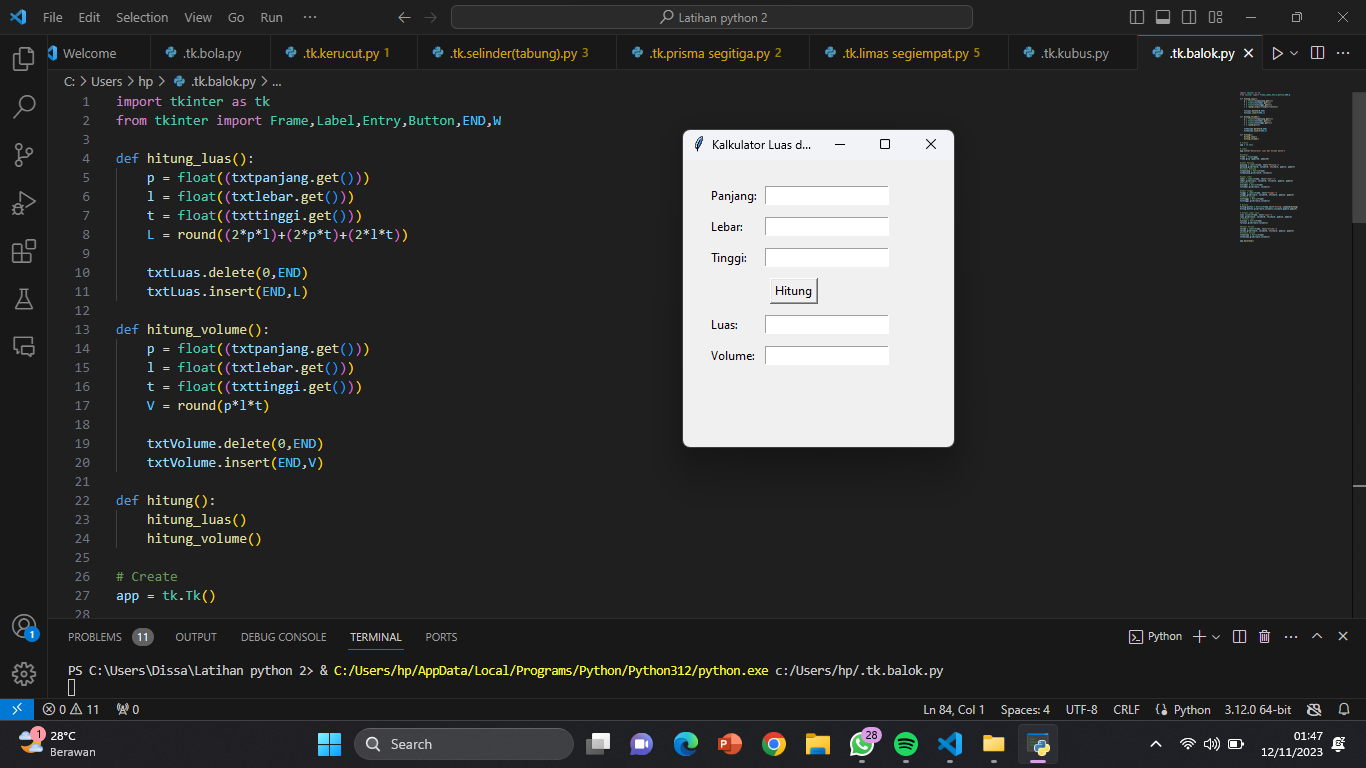 File Edit Selection View Go Run ··· Latihan python 2
Welcome .tk.bola.py .tk.kerucut.py 1 .tk.selinder(tabung).py 3 .tk.prisma segitiga.py 2 .tk.limas segiempat.py 5 .tk.kubus.py .tk.balok.py
C: > Users > hp > .tk.balok.py > ...
1 import tkinter as tk
2 from tkinter import Frame,Label,Entry,Button,END,W
3
4 def hitung_luas():
5 p = float((txtpanjang.get()))
6 l = float((txtlebar.get()))
7 t = float((txttinggi.get()))
8 L = round((2*p*l)+(2*p*t)+(2*l*t))
9
10 txtLuas.delete(0,END)
11 txtLuas.insert(END,L)
12
13 def hitung_volume():
14 p = float((txtpanjang.get()))
15 l = float((txtlebar.get()))
16 t = float((txttinggi.get()))
17 V = round(p*l*t)
18
19 txtVolume.delete(0,END)
20 txtVolume.insert(END,V)
21
22 def hitung():
23 hitung_luas()
24 hitung_volume()
25
26 # Create
27 app = tk.Tk()
28
Kalkulator Luas d...
Panjang:
Lebar:
Tinggi:
Hitung
Luas:
Volume:
PROBLEMS 11 OUTPUT DEBUG CONSOLE TERMINAL PORTS Python
PS C:\Users\Dissa\Latihan python 2> & C:/Users/hp/AppData/Local/Programs/Python/Python312/python.exe c:/Users/hp/.tk.balok.py
1
0 11 0 Ln 84, Col 1 Spaces: 4 UTF-8 CRLF Python 3.12.0 64-bit
1 28°C
Berawan
Search
28
01:47
12/11/2023